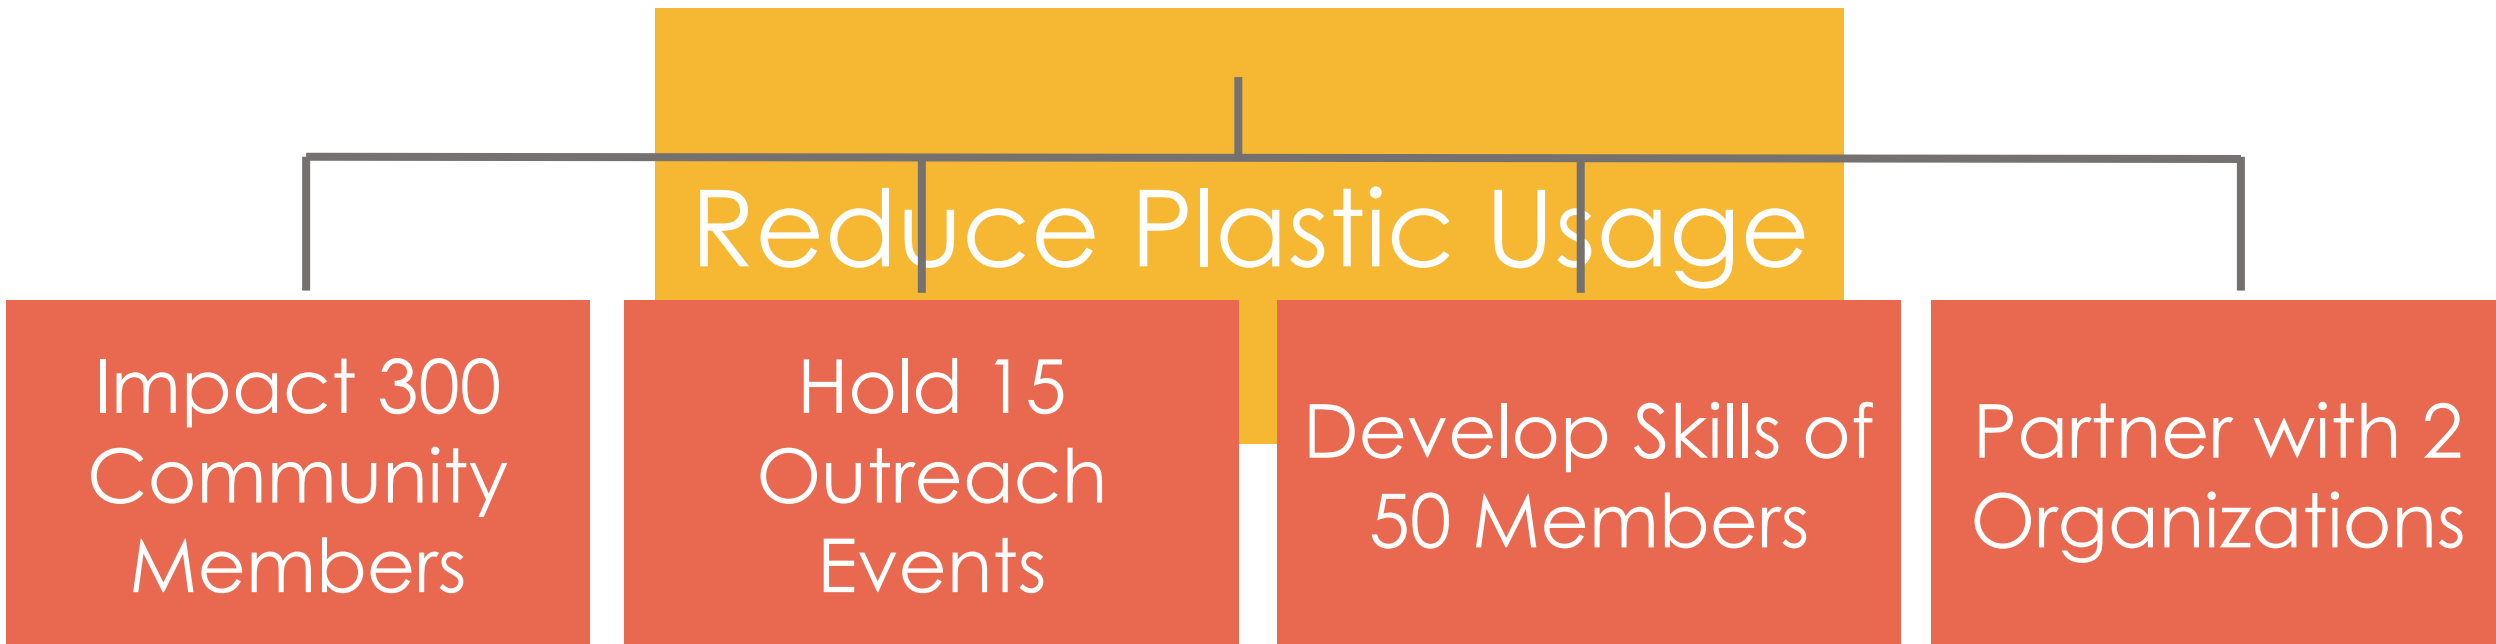 Reduce Plastic Usage
Impact 300
Community
Members
Hold 15
Outreach
Events
Develop Skills of
50 Members
Partner with 2
Organizations